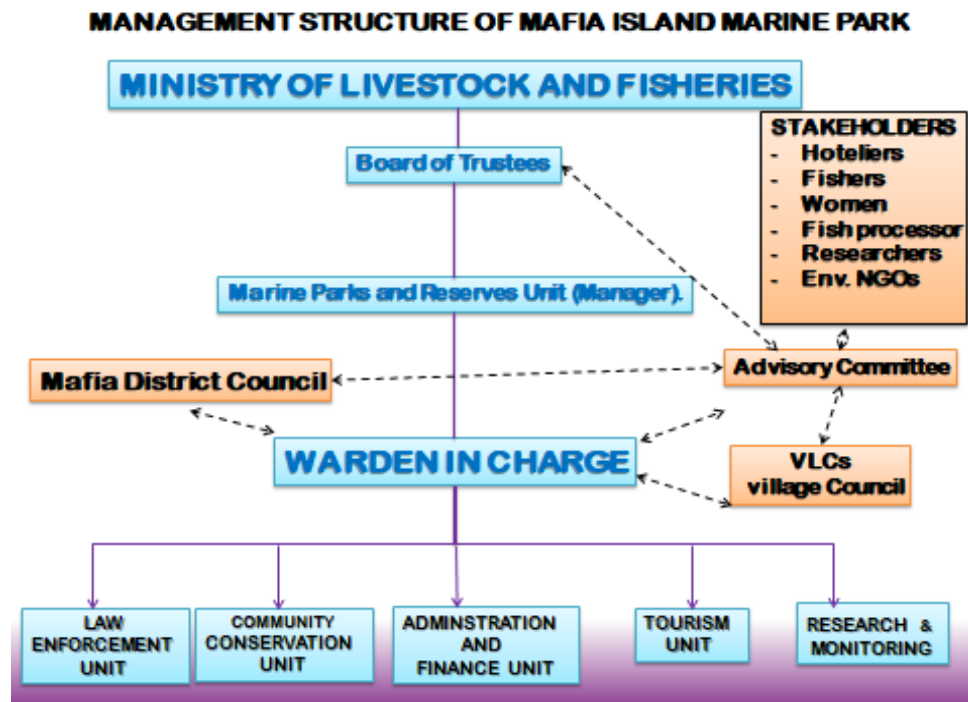 MANAGEMENT STRUCTURE OF MAFIA ISLAND MARINE PARK
MINISTRY OF LIVESTOCK AND FISHERIES
Board of Trustees
STAKEHOLDERS
- Hoteliers
- Fishers
- Women
- Fish processor
- Researchers
- Env. NGOs
Marine Parks and Reserves Unit (Manager).
Mafia District Council
Advisory Committee
WARDEN IN CHARGE
VLCs
village Council
LAW
ENFORCEMENT
UNIT
COMMUNITY
CONSERVATION
UNIT
ADMINSTRATION
AND
FINANCE UNIT
TOURISM
UNIT
RESEARCH &
MONITORING